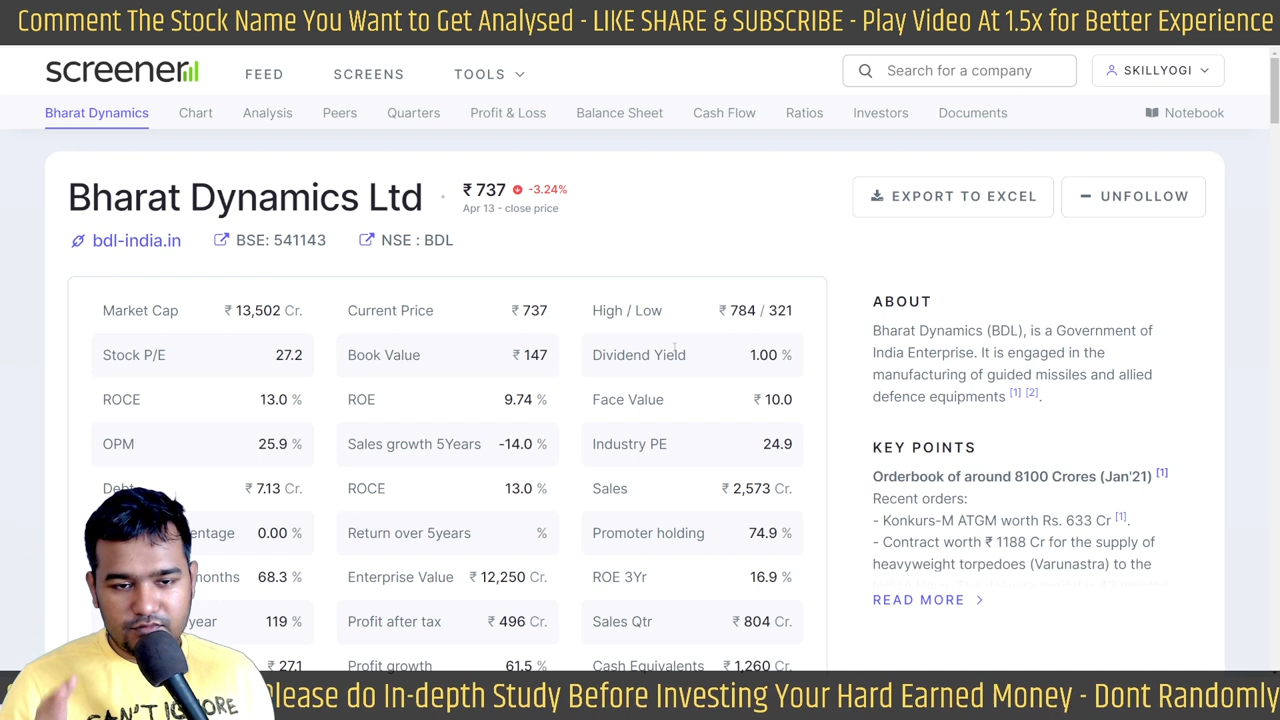 Comment The Stock Name You Want to Get Analysed - LIKE SHARE & SUBSCRIBE - Play Video At 1.5x for Better Experience
screener
FEED SCREENS TOOLS Search for a company SKILLYOGI
Bharat Dynamics Chart Analysis Peers Quarters Profit & Loss Balance Sheet Cash Flow Ratios Investors Documents Notebook
Bharat Dynamics Ltd ₹ 737 -3.24%
Apr 13 - close price
EXPORT TO EXCEL UNFOLLOW
bdl-india.in BSE: 541143 NSE : BDL
Market Cap ₹ 13,502 Cr. Current Price ₹ 737 High / Low ₹ 784 / 321
Stock P/E 27.2 Book Value ₹ 147 Dividend Yield 1.00 %
ROCE 13.0 % ROE 9.74 % Face Value ₹ 10.0
OPM 25.9 % Sales growth 5Years -14.0 % Industry PE 24.9
Debt ₹ 7.13 Cr. ROCE 13.0 % Sales ₹ 2,573 Cr.
entage 0.00 % Return over 5years % Promoter holding 74.9 %
months 68.3 % Enterprise Value ₹ 12,250 Cr. ROE 3Yr 16.9 %
year 119 % Profit after tax ₹ 496 Cr. Sales Qtr ₹ 804 Cr.
₹ 27.1 Profit growth 61.5 % Cash Equivalents ₹ 1,260 Cr.
ABOUT
Bharat Dynamics (BDL), is a Government of
India Enterprise. It is engaged in the
manufacturing of guided missiles and allied
defence equipments [1] [2].
KEY POINTS
Orderbook of around 8100 Crores (Jan'21) [1]
Recent orders:
- Konkurs-M ATGM worth Rs. 633 Cr [1].
- Contract worth ₹ 1188 Cr for the supply of
heavyweight torpedoes (Varunastra) to the
READ MORE
CAN'T IGNORE
Please do In-depth Study Before Investing Your Hard Earned Money - Dont Randomly